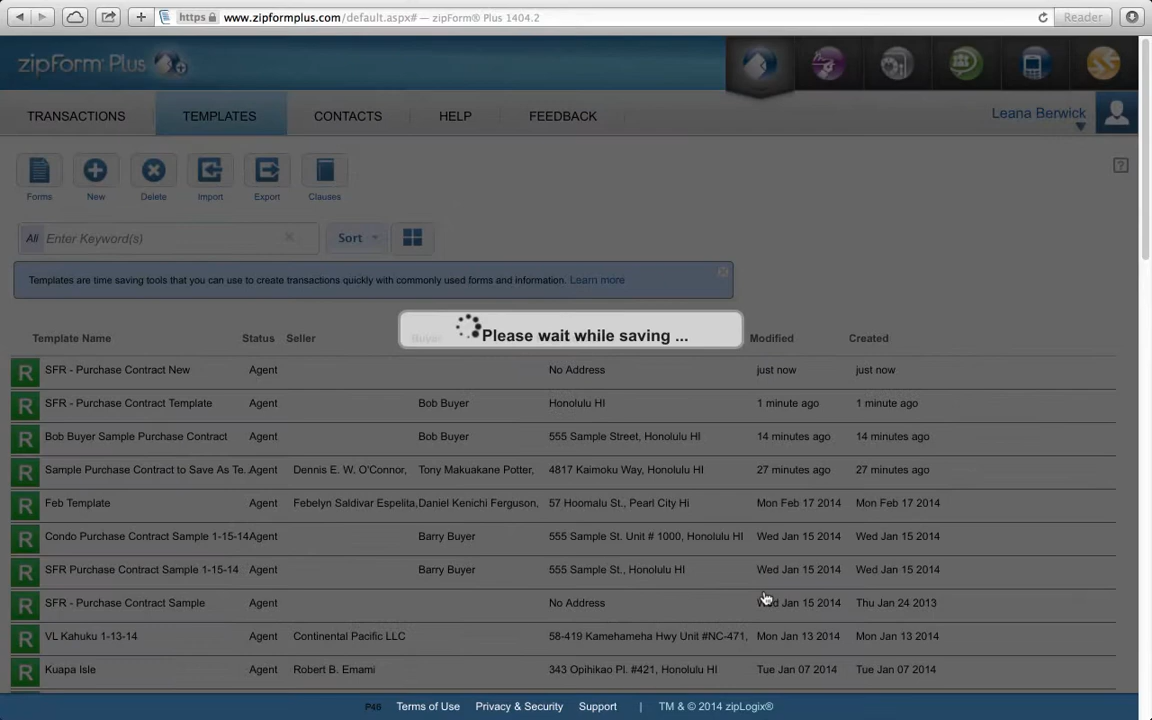 https www.zipformplus.com/default.aspx# — zipForm® Plus 1404.2 Reader
zipForm® Plus
TRANSACTIONS TEMPLATES CONTACTS HELP FEEDBACK Leana Berwick
Forms New Delete Import Export Clauses
All Enter Keyword(s) Sort
Templates are time saving tools that you can use to create transactions quickly with commonly used forms and information. Learn more
Please wait while saving ...
Template Name Status Seller Buyer Modified Created
R SFR - Purchase Contract New Agent No Address just now just now
R SFR - Purchase Contract Template Agent Bob Buyer Honolulu HI 1 minute ago 1 minute ago
R Bob Buyer Sample Purchase Contract Agent Bob Buyer 555 Sample Street, Honolulu HI 14 minutes ago 14 minutes ago
R Sample Purchase Contract to Save As Te.. Agent Dennis E. W. O'Connor, Tony Makuakane Potter, 4817 Kaimoku Way, Honolulu HI 27 minutes ago 27 minutes ago
R Feb Template Agent Febelyn Saldivar Espelita, Daniel Kenichi Ferguson, 57 Hoomalu St., Pearl City Hi Mon Feb 17 2014 Mon Feb 17 2014
R Condo Purchase Contract Sample 1-15-14 Agent Barry Buyer 555 Sample St. Unit # 1000, Honolulu HI Wed Jan 15 2014 Wed Jan 15 2014
R SFR Purchase Contract Sample 1-15-14 Agent Barry Buyer 555 Sample St., Honolulu HI Wed Jan 15 2014 Wed Jan 15 2014
R SFR - Purchase Contract Sample Agent No Address Wed Jan 15 2014 Thu Jan 24 2013
R VL Kahuku 1-13-14 Agent Continental Pacific LLC 58-419 Kamehameha Hwy Unit #NC-471, Mon Jan 13 2014 Mon Jan 13 2014
R Kuapa Isle Agent Robert B. Emami 343 Opihikao Pl. #421, Honolulu HI Tue Jan 07 2014 Tue Jan 07 2014
P46 Terms of Use Privacy & Security Support | TM & © 2014 zipLogix®